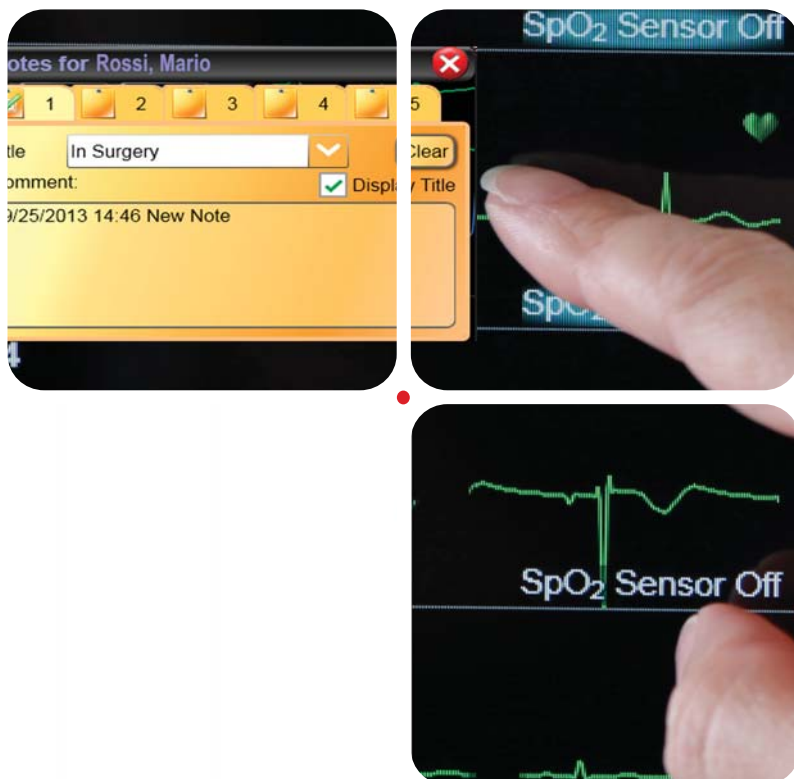 SpO₂ Sensor Off
otes for Rossi, Mario
1 2 3 4 5
tle In Surgery Clear
omment: Display Title
9/25/2013 14:46 New Note
SpO₂ Sensor Off